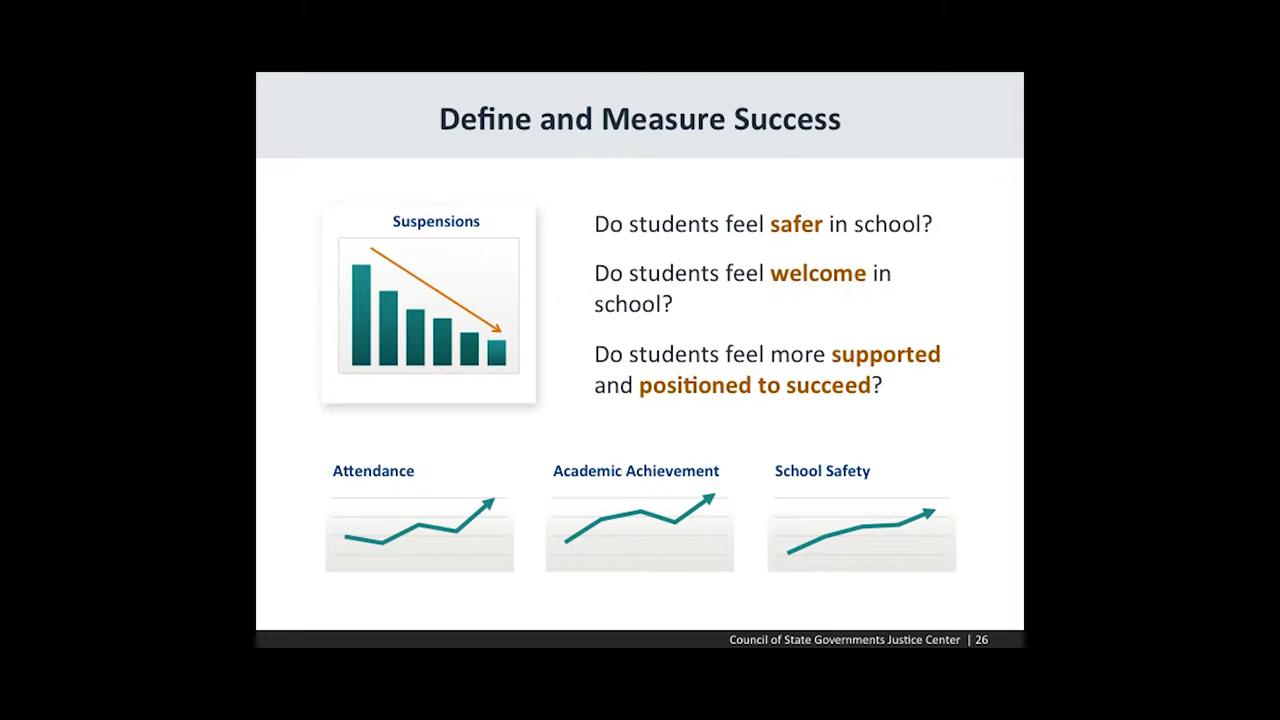 Define and Measure Success
Suspensions
Do students feel safer in school?
Do students feel welcome in
school?
Do students feel more supported
and positioned to succeed?
Attendance
Academic Achievement
School Safety
Council of State Governments Justice Center | 26